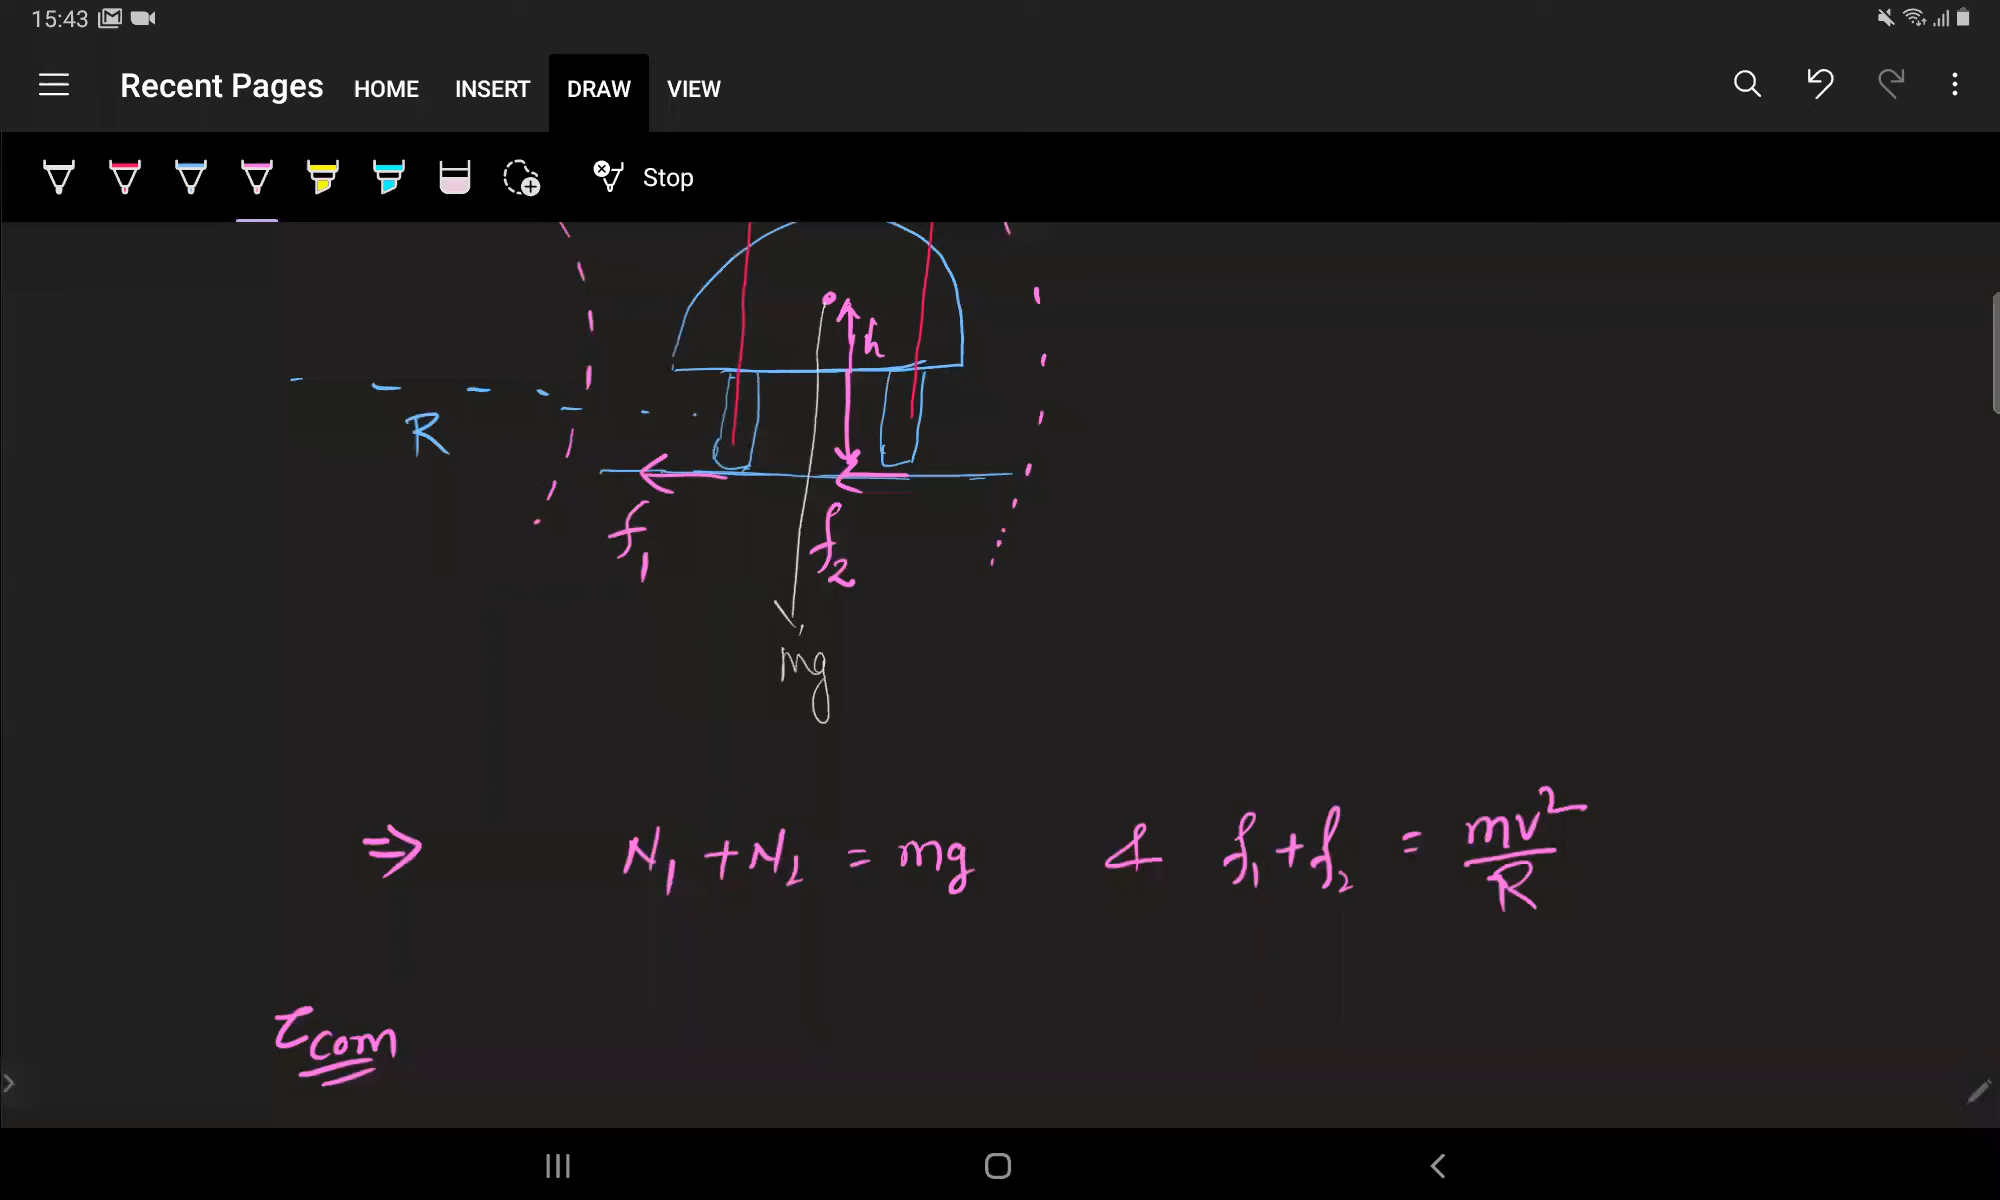 15:43
Recent Pages HOME INSERT DRAW VIEW
Stop
h
R
f₁ f₂
mg
⇒ N₁ + N₂ = mg & f₁ + f₂ = mv²/R
τcom